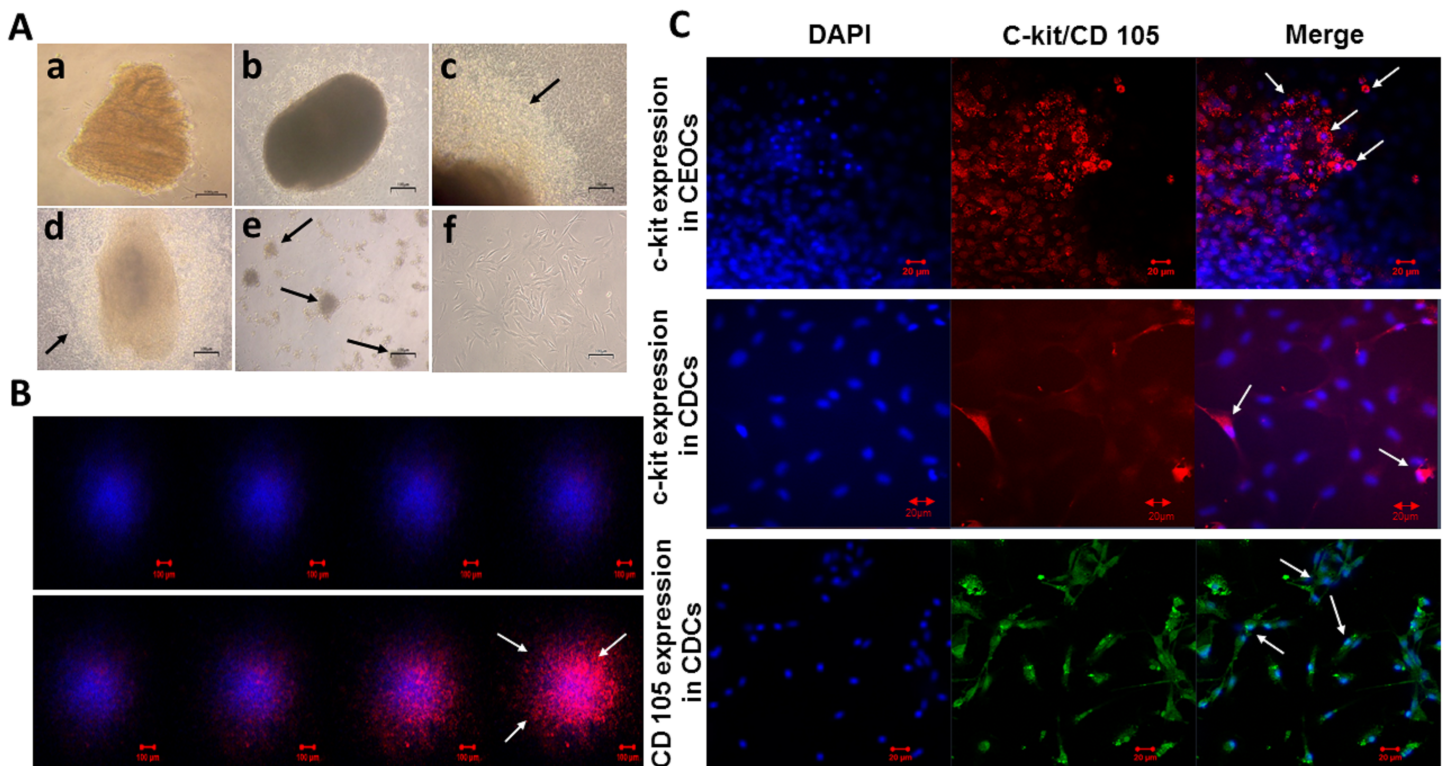 A
a
b
c
d
e
f
B
100 µm
100 µm
100 µm
100 µm
100 µm
100 µm
100 µm
100 µm
C
DAPI
C-kit/CD 105
Merge
c-kit expression
in CEOCs
20 µm
20 µm
20 µm
c-kit expression
in CDCs
20µm
20µm
20µm
CD 105 expression
in CDCs
20 µm
20 µm
20 µm